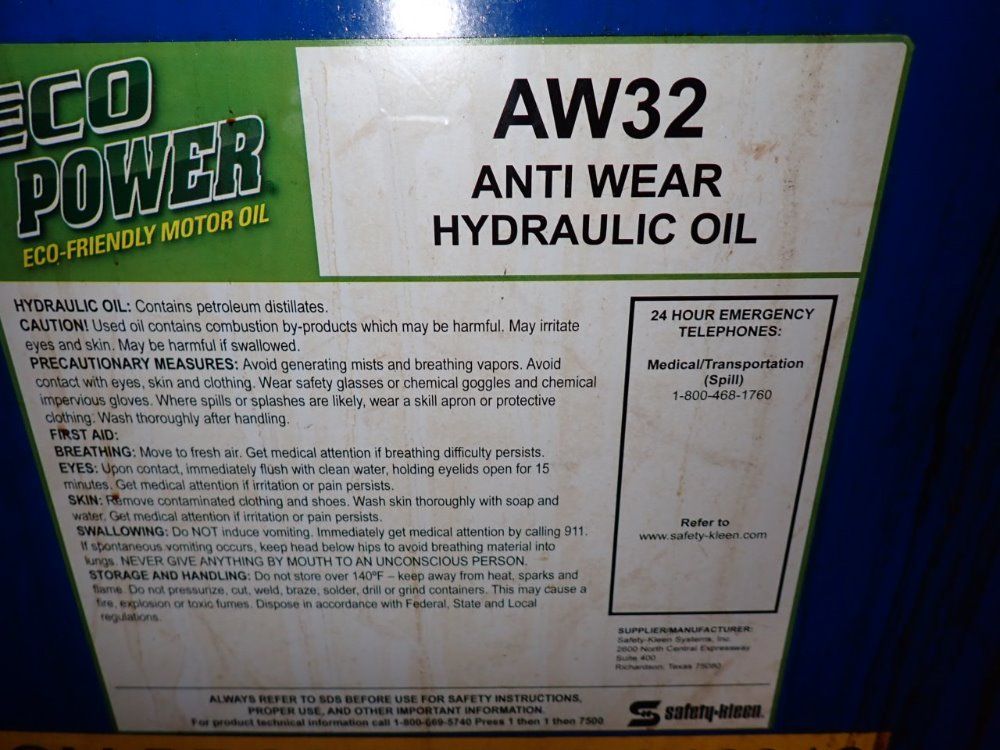 ECO
POWER
ECO-FRIENDLY MOTOR OIL
AW32
ANTI WEAR
HYDRAULIC OIL
HYDRAULIC OIL: Contains petroleum distillates.
CAUTION! Used oil contains combustion by-products which may be harmful. May irritate
eyes and skin. May be harmful if swallowed.
PRECAUTIONARY MEASURES: Avoid generating mists and breathing vapors. Avoid
contact with eyes, skin and clothing. Wear safety glasses or chemical goggles and chemical
impervious gloves. Where spills or splashes are likely, wear a skill apron or protective
clothing. Wash thoroughly after handling.
FIRST AID:
BREATHING: Move to fresh air. Get medical attention if breathing difficulty persists.
EYES: Upon contact, immediately flush with clean water, holding eyelids open for 15
minutes. Get medical attention if irritation or pain persists.
SKIN: Remove contaminated clothing and shoes. Wash skin thoroughly with soap and
water. Get medical attention if irritation or pain persists.
SWALLOWING: Do NOT induce vomiting. Immediately get medical attention by calling 911.
If spontaneous vomiting occurs, keep head below hips to avoid breathing material into
lungs. NEVER GIVE ANYTHING BY MOUTH TO AN UNCONSCIOUS PERSON.
STORAGE AND HANDLING: Do not store over 140ºF – keep away from heat, sparks and
flame. Do not pressurize, cut, weld, braze, solder, drill or grind containers. This may cause a
fire, explosion or toxic fumes. Dispose in accordance with Federal, State and Local
regulations.
24 HOUR EMERGENCY
TELEPHONES:
Medical/Transportation
(Spill)
1-800-468-1760
Refer to
www.safety-kleen.com
SUPPLIER/MANUFACTURER:
Safety-Kleen Systems, Inc.
2600 North Central Expressway
Suite 400
Richardson, Texas 75080
ALWAYS REFER TO SDS BEFORE USE FOR SAFETY INSTRUCTIONS,
PROPER USE, AND OTHER IMPORTANT INFORMATION.
For product technical information call 1-800-669-5740 Press 1 then 1 then 7500
safety-kleen.